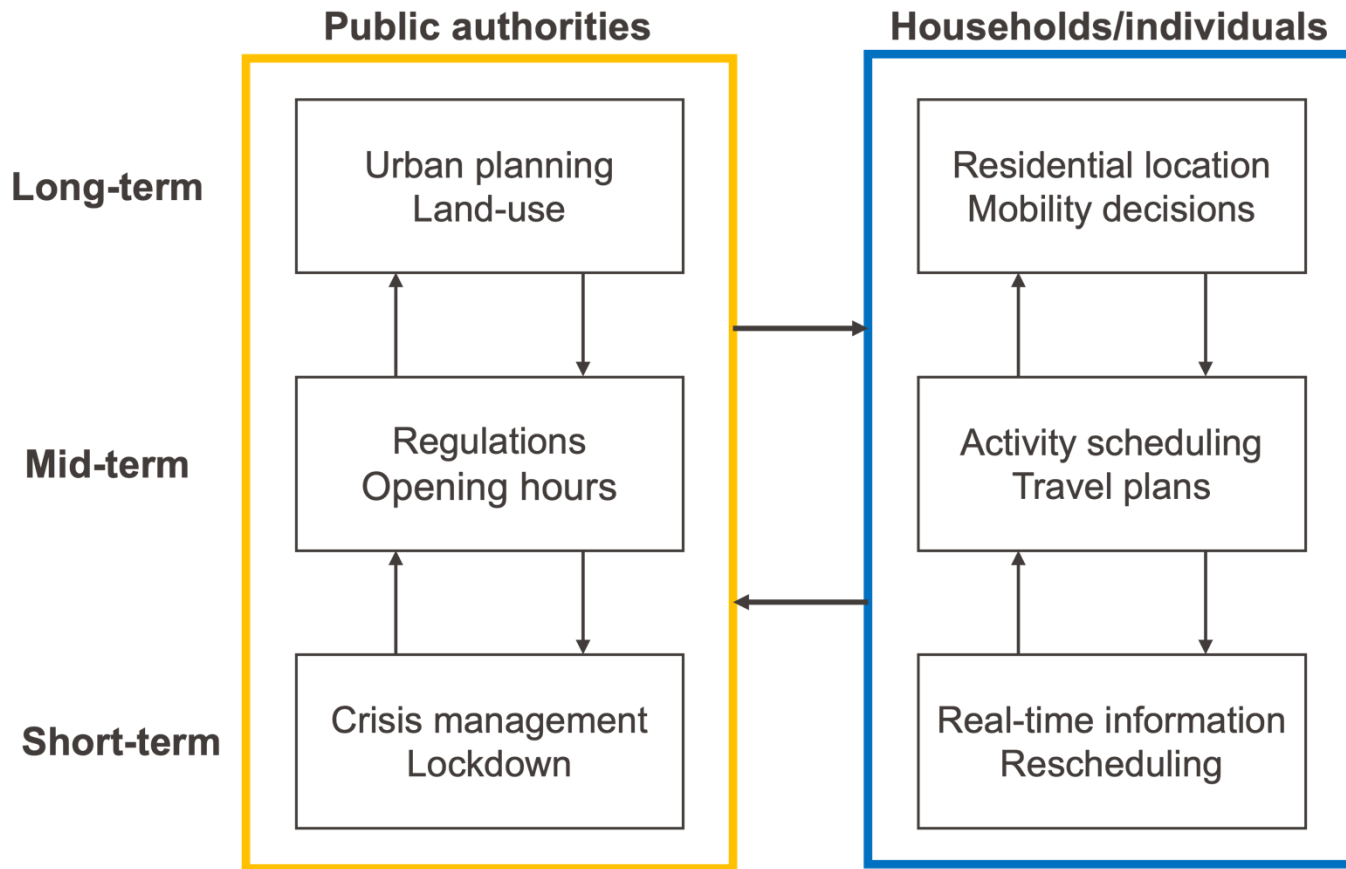 Public authorities
Households/individuals
Long-term
Urban planning
Land-use
Residential location
Mobility decisions
Mid-term
Regulations
Opening hours
Activity scheduling
Travel plans
Short-term
Crisis management
Lockdown
Real-time information
Rescheduling